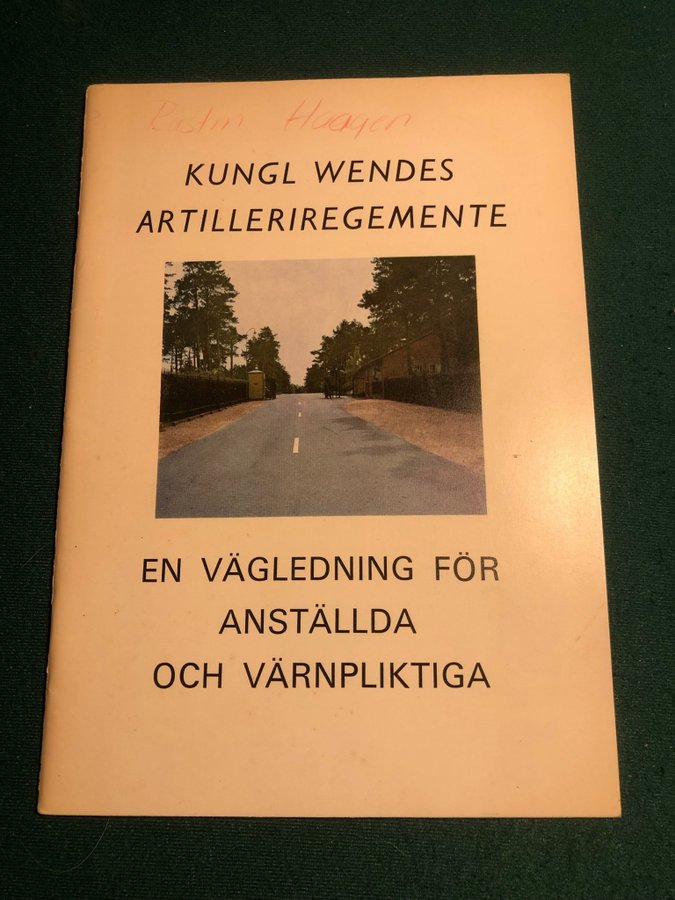 KUNGL WENDES
ARTILLERIREGEMENTE
EN VÄGLEDNING FÖR
ANSTÄLLDA
OCH VÄRNPLIKTIGA